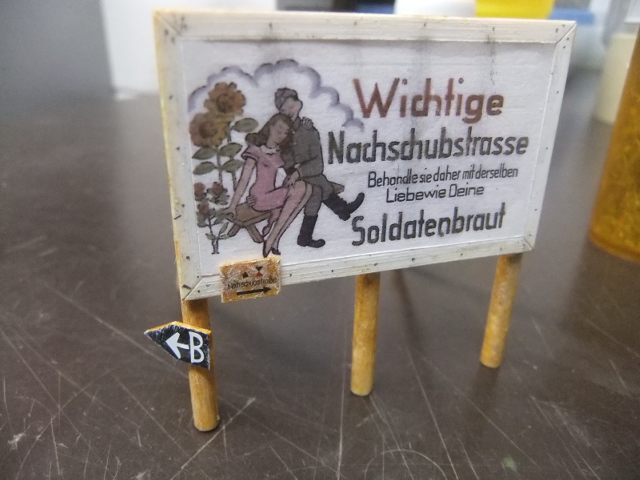 Wichtige
Nachschubstrasse
Behandle sie daher mit derselben
Liebe wie Deine
Soldatenbraut
B